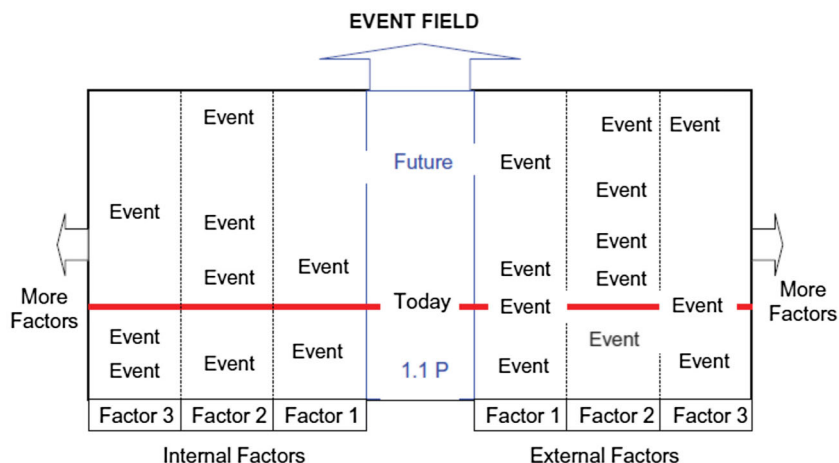 EVENT FIELD
Event
Event Event
Future
Event
Event
Event
Event
Event
Event
Event
Event
Event
Event
More
Factors
Today
Event
Event
More
Factors
Event
Event
Event
Event
Event
1.1 P
Event
Event
Factor 3 Factor 2 Factor 1
Factor 1 Factor 2 Factor 3
Internal Factors
External Factors